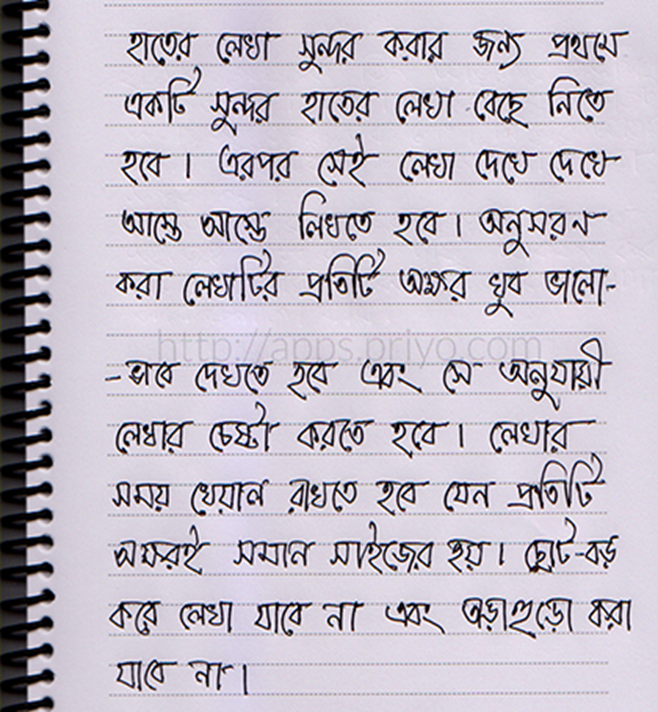 হাতের লেখা সুন্দর করার জন্য প্রথমে
একটি সুন্দর হাতের লেখা বেছে নিতে
হবে। এরপর সেই লেখা দেখে দেখে
আস্তে আস্তে লিখতে হবে। অনুসরন
করা লেখাটির প্রতিটি অক্ষর খুব ভালো-
http://apps.priyo.com
-ভাবে দেখতে হবে এবং সে অনুযায়ী
লেখার চেষ্টা করতে হবে। লেখার
সময় খেয়াল রাখতে হবে যেন প্রতিটি
অক্ষরই সমান সাইজের হয়। ছোট-বড়
করে লেখা যাবে না এবং তাড়াহুড়ো করা
যাবে না।